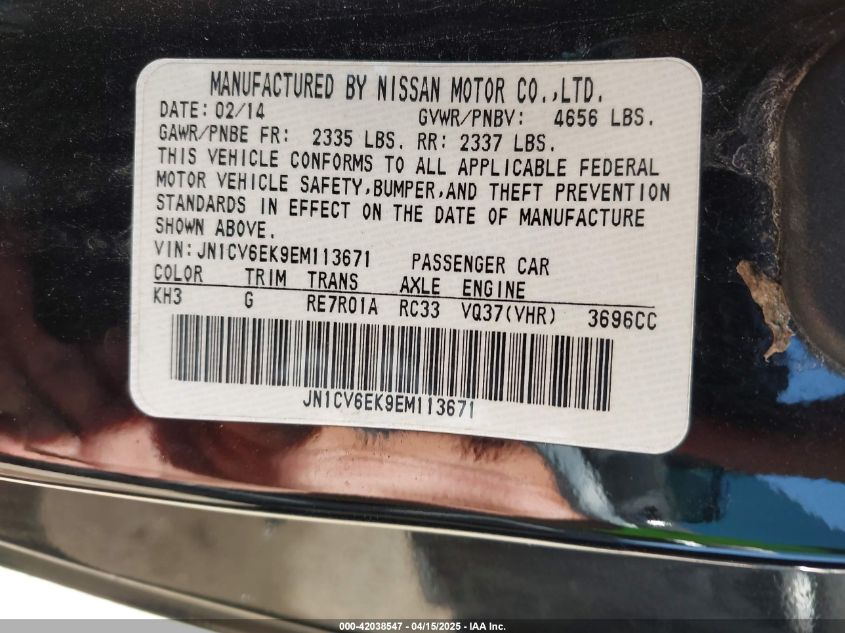 MANUFACTURED BY NISSAN MOTOR CO.,LTD.
DATE: 02/14 GVWR/PNBV: 4656 LBS.
GAWR/PNBE FR: 2335 LBS. RR: 2337 LBS.
THIS VEHICLE CONFORMS TO ALL APPLICABLE FEDERAL
MOTOR VEHICLE SAFETY,BUMPER,AND THEFT PREVENTION
STANDARDS IN EFFECT ON THE DATE OF MANUFACTURE
SHOWN ABOVE.
VIN: JN1CV6EK9EM113671 PASSENGER CAR
COLOR TRIM TRANS AXLE ENGINE
KH3 G RE7R01A RC33 VQ37(VHR) 3696CC
JN1CV6EK9EM113671
000-42038547 - 04/15/2025 - IAA Inc.